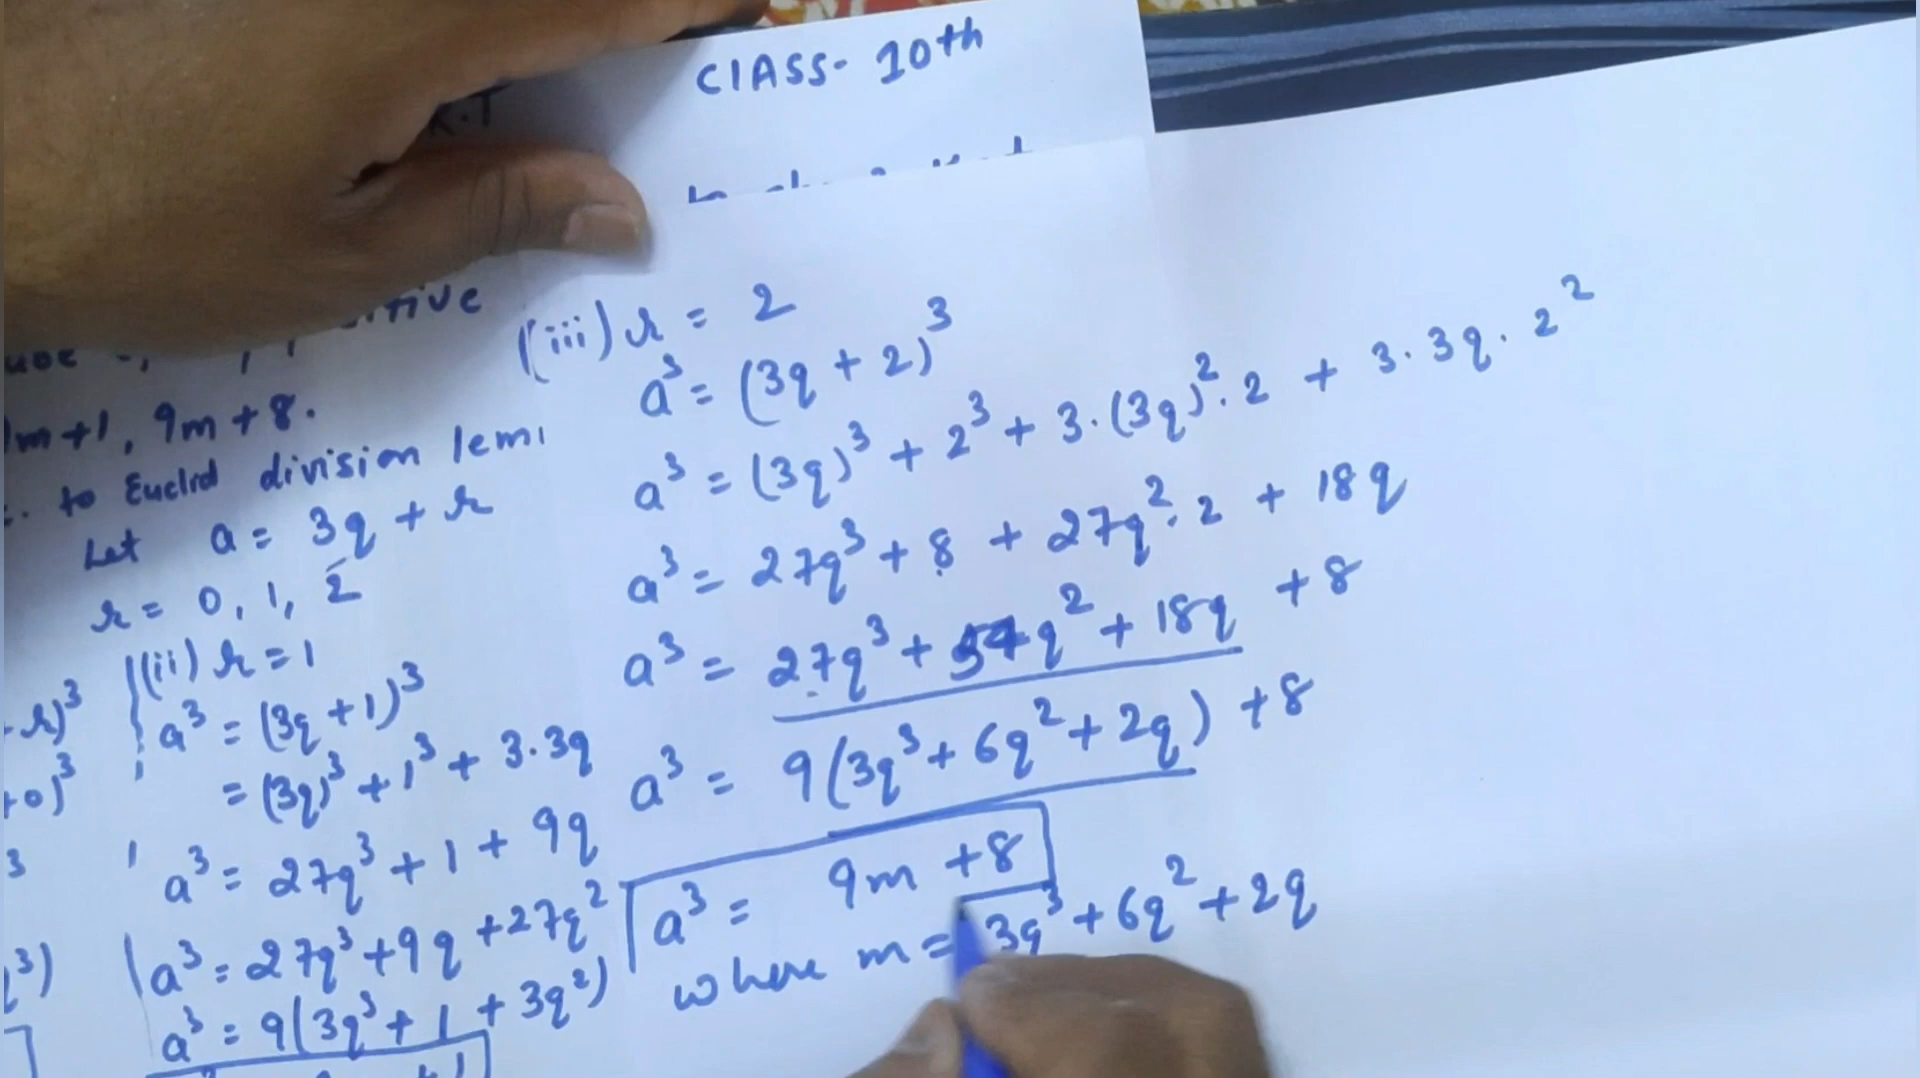 CLASS- 10th
K.T
itive
m+1, 9m+8.
to Euclid division lem
Let a = 3q + r
r = 0, 1, 2
(ii) r = 1
a³ = (3q + 1)³
= (3q)³ + 1³ + 3.3q
a³ = 27q³ + 1 + 9q
a³ = 27q³ + 9q + 27q²
a³ = 9(3q³ + 1 + 3q²)
(iii) r = 2
a³ = (3q + 2)³
a³ = (3q)³ + 2³ + 3.(3q)².2 + 3.3q.2²
a³ = 27q³ + 8 + 27q².2 + 18q
a³ = 27q³ + 54q² + 18q + 8
a³ = 9(3q³ + 6q² + 2q) + 8
a³ = 9m + 8
where m = 3q³ + 6q² + 2q